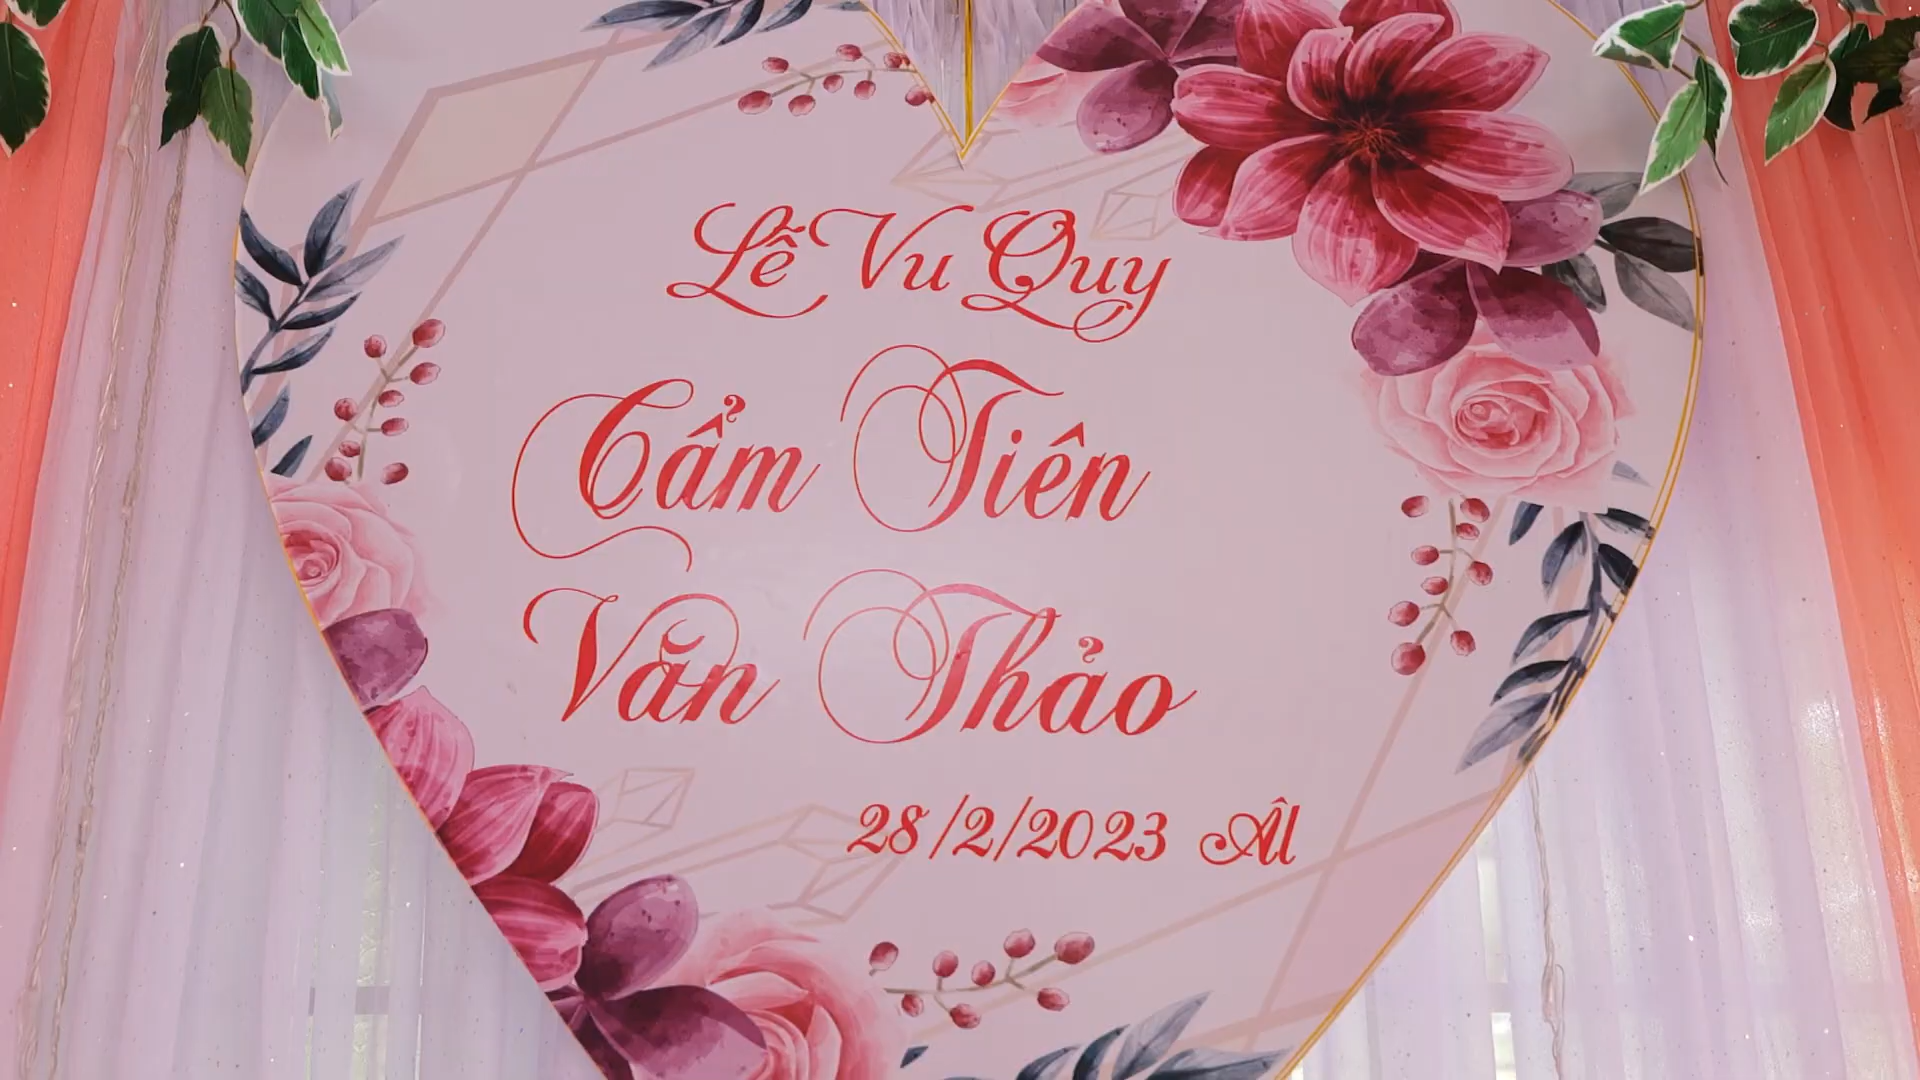 Lễ Vu Quy
Cẩm Tiên
Văn Thảo
28/2/2023 Âl